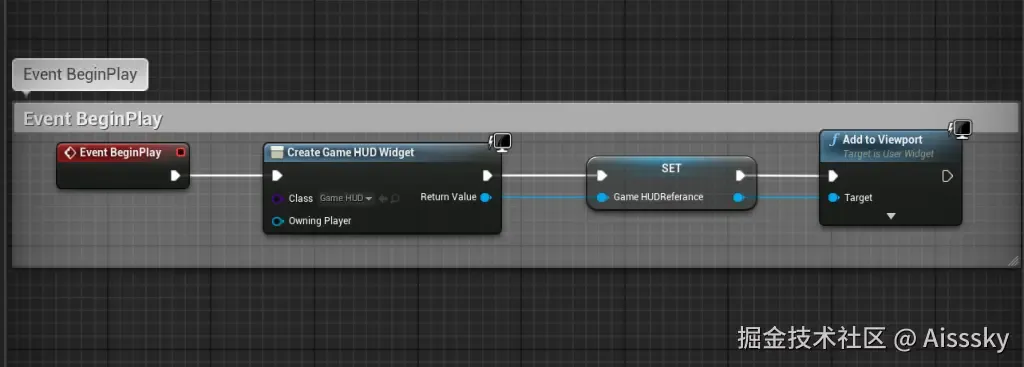 Event BeginPlay
Event BeginPlay
Event BeginPlay
Create Game HUD Widget
Class Game HUD
Return Value
Owning Player
SET
Game HUDReferance
f Add to Viewport
Target is User Widget
Target
掘金技术社区 @ Aisssky